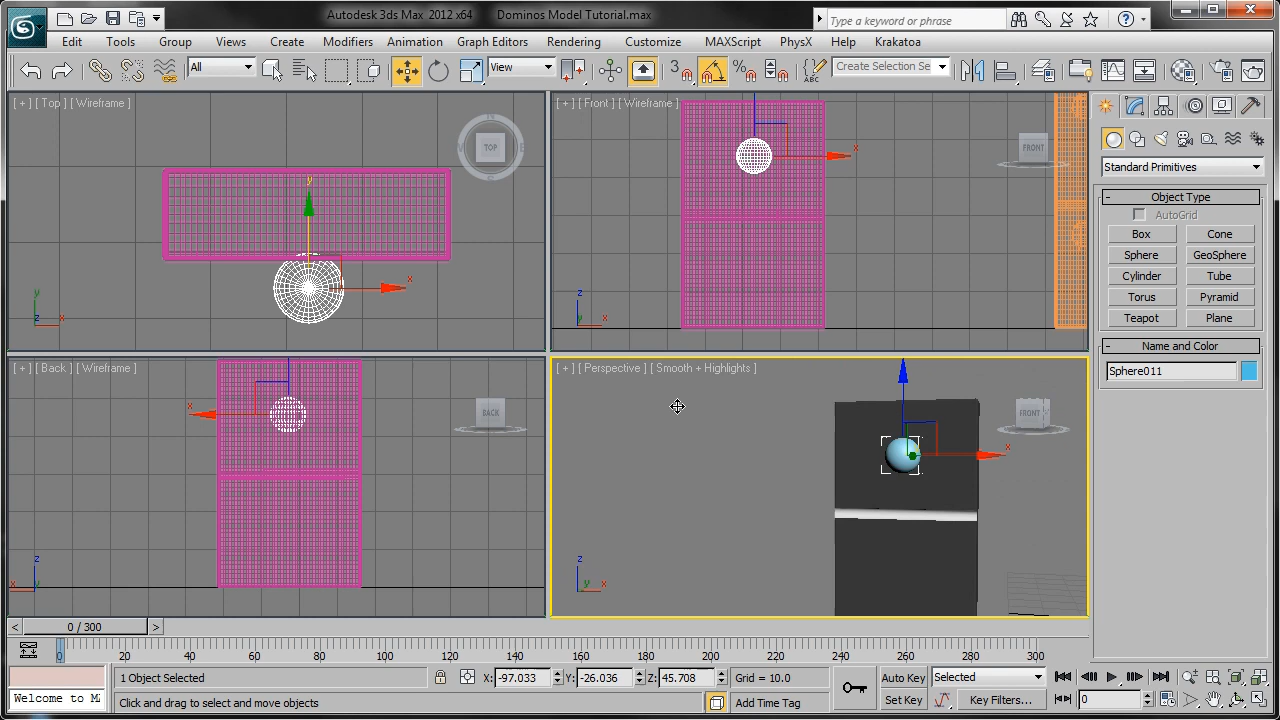 Autodesk 3ds Max 2012 x64 Dominos Model Tutorial.max
Type a keyword or phrase
Edit Tools Group Views Create Modifiers Animation Graph Editors Rendering Customize MAXScript PhysX Help Krakatoa
All View 3 Create Selection Se
[ + ] [ Top ] [ Wireframe ]
TOP
y
x
y
x
[ + ] [ Front ] [ Wireframe ]
FRONT
x
z
x
[ + ] [ Back ] [ Wireframe ]
BACK
x
z
x
[ + ] [ Perspective ] [ Smooth + Highlights ]
FRONT
x
z
y x
Standard Primitives
- Object Type
AutoGrid
Box Cone
Sphere GeoSphere
Cylinder Tube
Torus Pyramid
Teapot Plane
- Name and Color
Sphere011
< 0 / 300 >
0 20 40 60 80 100 120 140 160 180 200 220 240 260 280 300
1 Object Selected X: -97.033 Y: -26.036 Z: 45.708 Grid = 10.0 Auto Key Selected
Welcome to MA Click and drag to select and move objects Add Time Tag Set Key Key Filters... 0